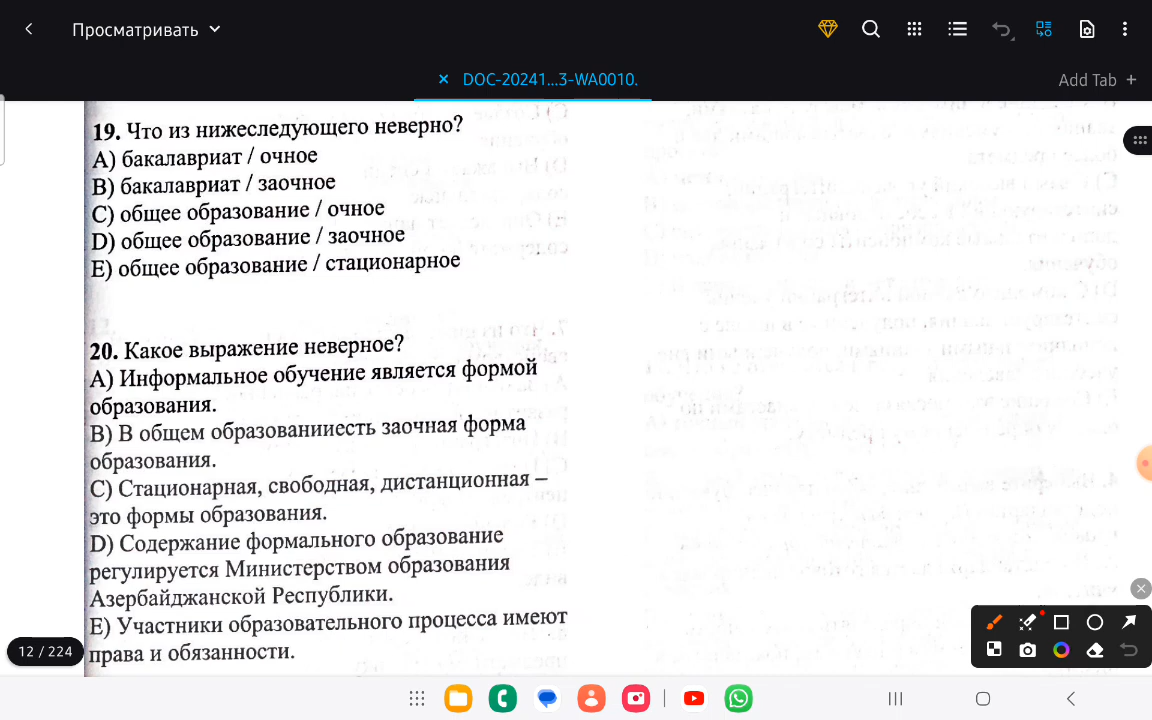 Просматривать
DOC-20241...3-WA0010.
Add Tab
19. Что из нижеследующего неверно?
A) бакалавриат / очное
B) бакалавриат / заочное
C) общее образование / очное
D) общее образование / заочное
E) общее образование / стационарное
20. Какое выражение неверное?
A) Информальное обучение является формой
образования.
B) В общем образованииесть заочная форма
образования.
C) Стационарная, свободная, дистанционная –
это формы образования.
D) Содержание формального образование
регулируется Министерством образования
Азербайджанской Республики.
E) Участники образовательного процесса имеют
права и обязанности.
12 / 224